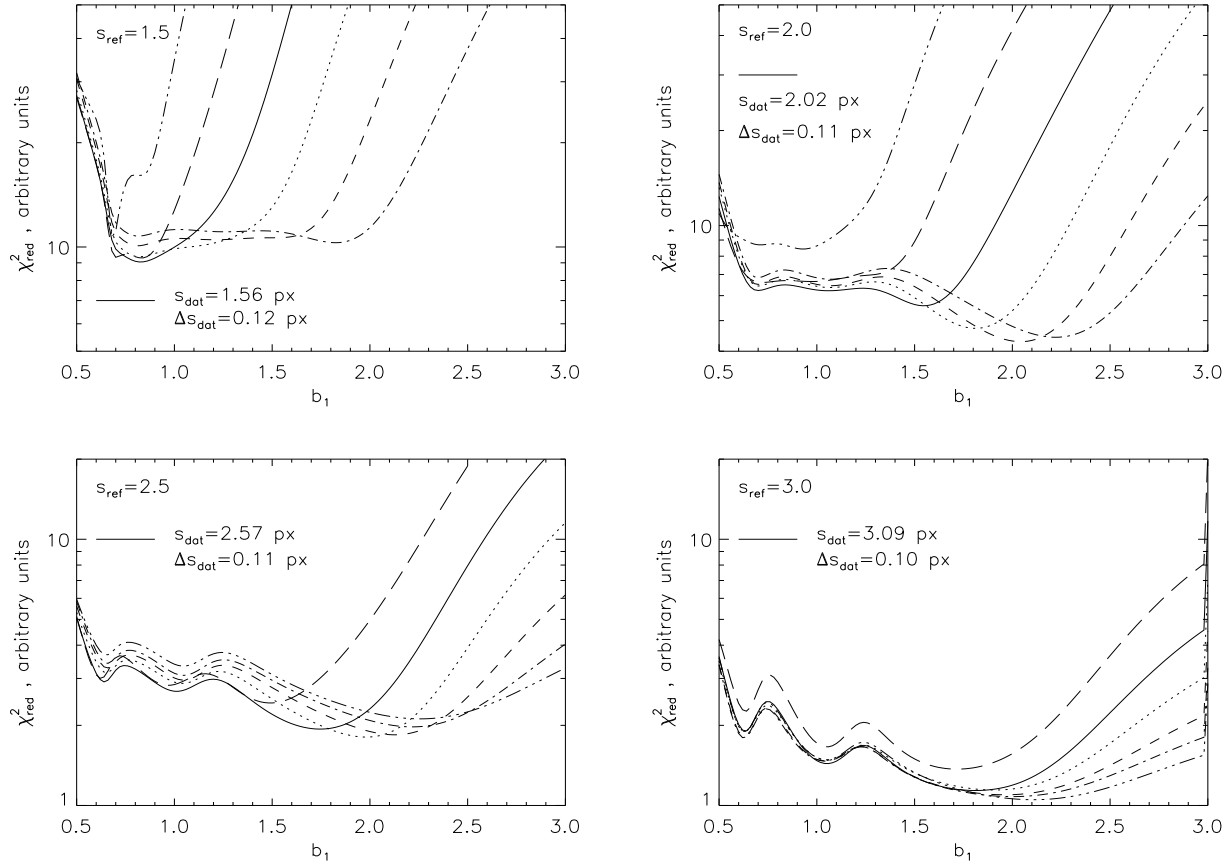 s_ref=1.5
χ²_red , arbitrary units
10
s_dat=1.56 px
Δs_dat=0.12 px
0.5 1.0 1.5 2.0 2.5 3.0
b₁
s_ref=2.0
s_dat=2.02 px
Δs_dat=0.11 px
χ²_red , arbitrary units
10
0.5 1.0 1.5 2.0 2.5 3.0
b₁
s_ref=2.5
10
s_dat=2.57 px
Δs_dat=0.11 px
χ²_red , arbitrary units
1
0.5 1.0 1.5 2.0 2.5 3.0
b₁
s_ref=3.0
10
s_dat=3.09 px
Δs_dat=0.10 px
χ²_red , arbitrary units
1
0.5 1.0 1.5 2.0 2.5 3.0
b₁